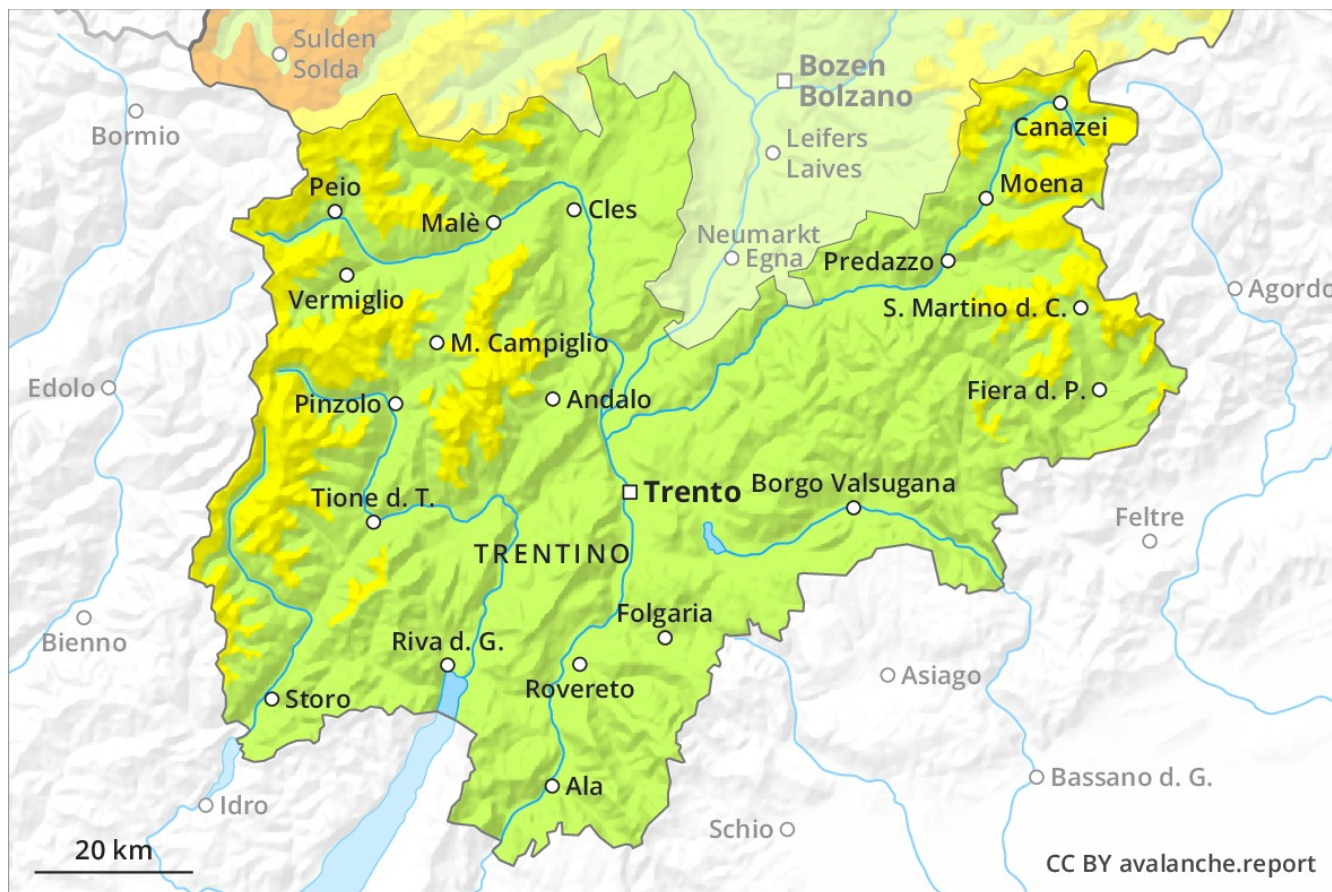 Sulden
Solda
Bozen
Bolzano
Bormio
Canazei
Leifers
Laives
Peio
Moena
Malè
Cles
Neumarkt
Egna
Predazzo
Vermiglio
Agordo
S. Martino d. C.
M. Campiglio
Edolo
Pinzolo
Andalo
Fiera d. P.
Trento
Borgo Valsugana
Tione d. T.
Feltre
TRENTINO
Bienno
Folgaria
Riva d. G.
Asiago
Rovereto
Storo
Bassano d. G.
Ala
Idro
Schio
20 km
CC BY avalanche.report